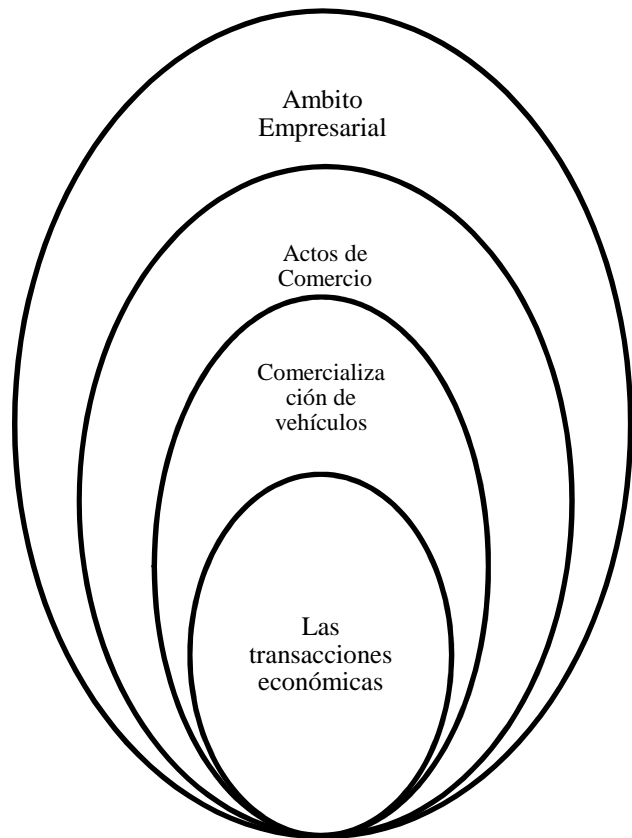 Ambito
Empresarial
Actos de
Comercio
Comercializa
ción de
vehículos
Las
transacciones
económicas